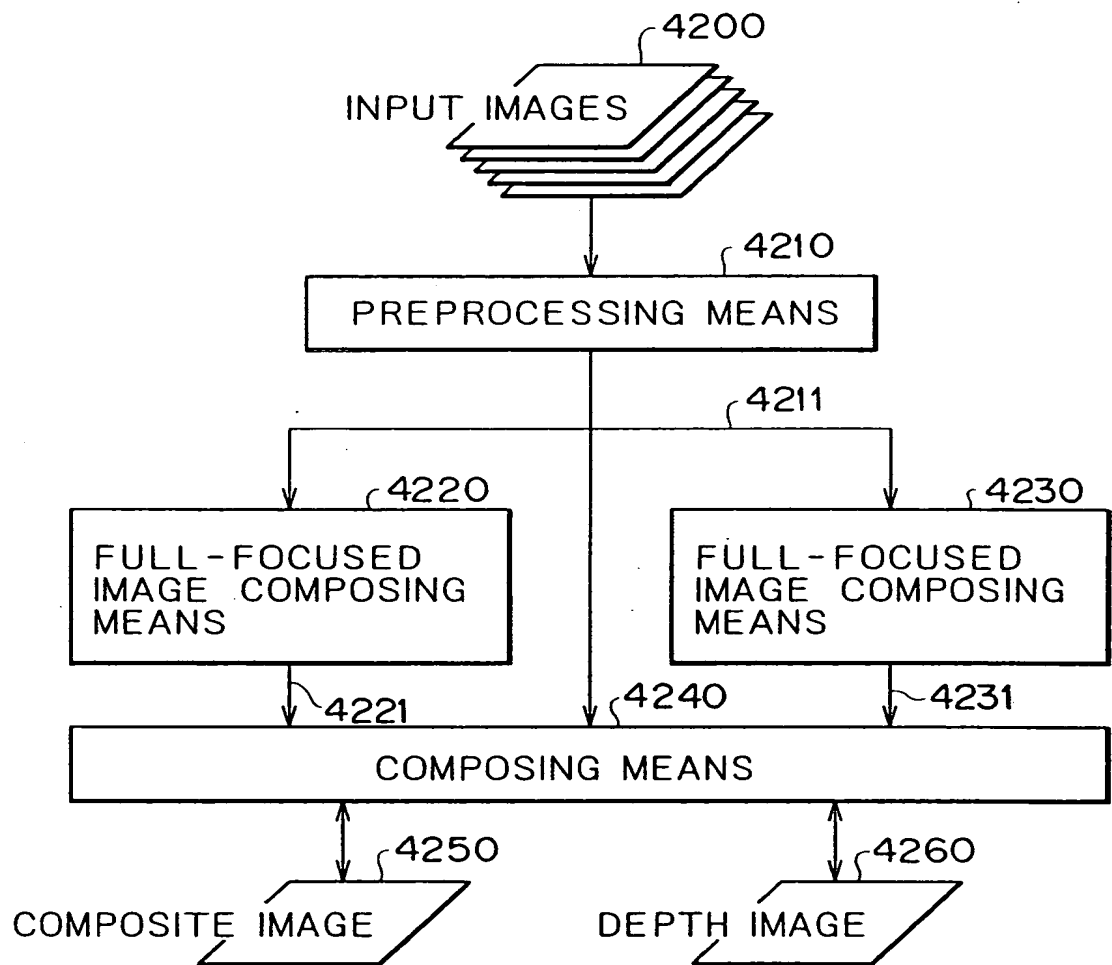 4200
INPUT IMAGES
4210
PREPROCESSING MEANS
4211
4220
4230
FULL-FOCUSED
IMAGE COMPOSING
MEANS
FULL-FOCUSED
IMAGE COMPOSING
MEANS
4221
4240
4231
COMPOSING MEANS
4250
4260
COMPOSITE IMAGE
DEPTH IMAGE